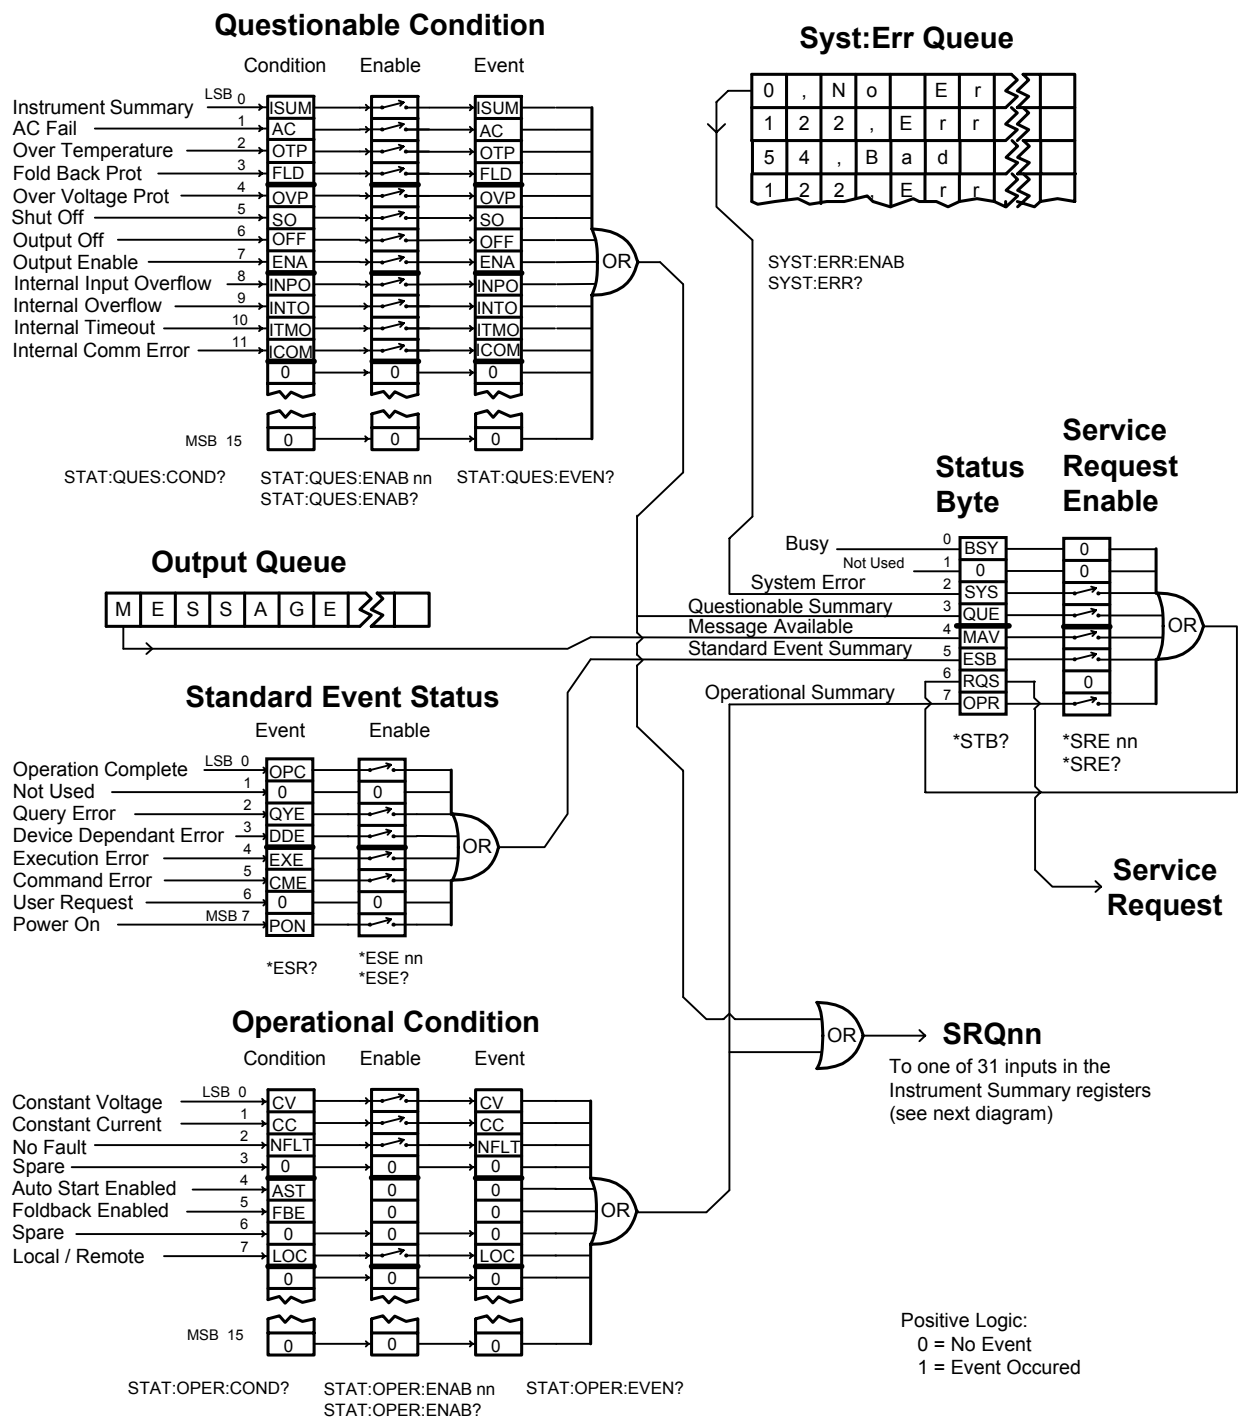 Questionable Condition
Condition Enable Event
Instrument Summary LSB 0 ISUM ISUM
AC Fail 1 AC AC
Over Temperature 2 OTP OTP
Fold Back Prot 3 FLD FLD
Over Voltage Prot 4 OVP OVP
Shut Off 5 SO SO
Output Off 6 OFF OFF
Output Enable 7 ENA ENA
OR
Internal Input Overflow 8 INPO INPO
Internal Overflow 9 INTO INTO
Internal Timeout 10 ITMO ITMO
Internal Comm Error 11 ICOM ICOM
0 0 0
MSB 15 0 0 0
STAT:QUES:COND? STAT:QUES:ENAB nn STAT:QUES:EVEN?
STAT:QUES:ENAB?
Syst:Err Queue
0 , N o E r
1 2 2 , E r r
5 4 , B a d
1 2 2 , E r r
SYST:ERR:ENAB
SYST:ERR?
Output Queue
M E S S A G E
Status
Byte
Service
Request
Enable
Busy 0 BSY 0
Not Used 1 0 0
System Error 2 SYS
Questionable Summary 3 QUE
Message Available 4 MAV
Standard Event Summary 5 ESB
6 RQS 0
Operational Summary 7 OPR
OR
*STB? *SRE nn
*SRE?
Service
Request
Standard Event Status
Event Enable
Operation Complete LSB 0 OPC
Not Used 1 0 0
Query Error 2 QYE
Device Dependant Error 3 DDE
Execution Error 4 EXE
Command Error 5 CME
User Request 6 0 0
Power On MSB 7 PON
OR
*ESR? *ESE nn
*ESE?
OR
SRQnn
To one of 31 inputs in the
Instrument Summary registers
(see next diagram)
Operational Condition
Condition Enable Event
Constant Voltage LSB 0 CV CV
Constant Current 1 CC CC
No Fault 2 NFLT NFLT
Spare 3 0 0 0
Auto Start Enabled 4 AST 0 0
Foldback Enabled 5 FBE 0 0
OR
Spare 6 0 0 0
Local / Remote 7 LOC LOC
0 0 0
MSB 15 0 0 0
STAT:OPER:COND? STAT:OPER:ENAB nn STAT:OPER:EVEN?
STAT:OPER:ENAB?
Positive Logic:
0 = No Event
1 = Event Occured